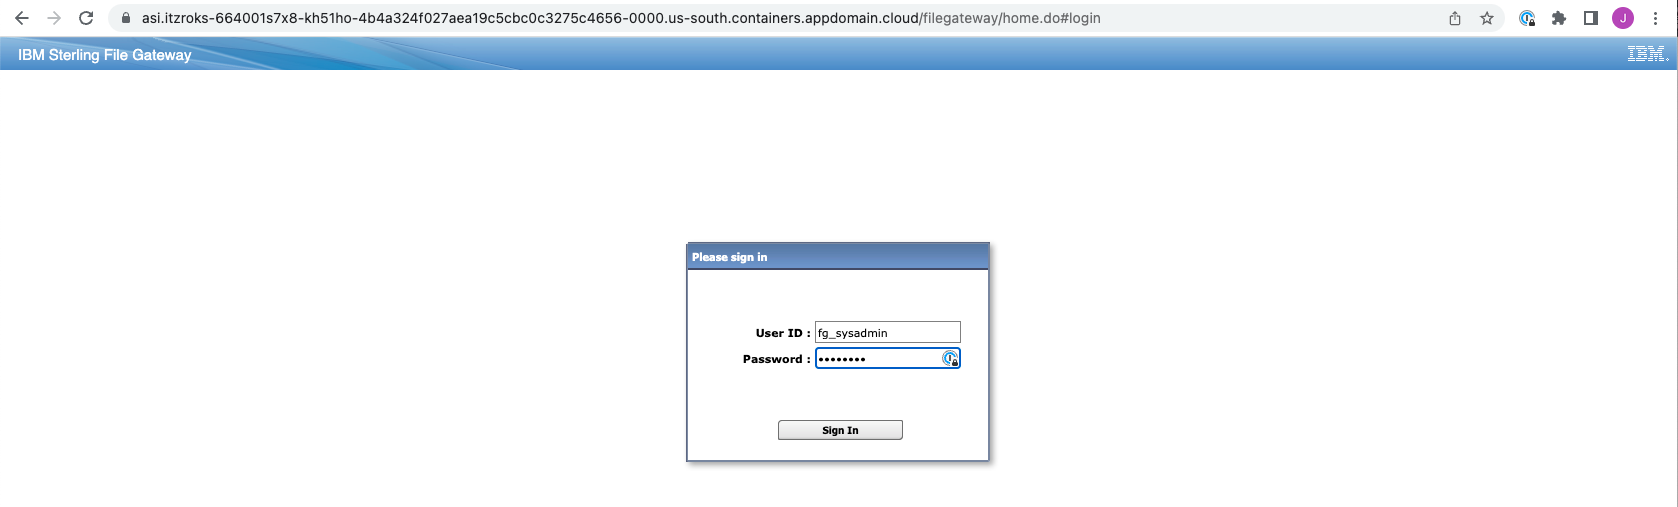 asi.itzroks-664001s7x8-kh51ho-4b4a324f027aea19c5cbc0c3275c4656-0000.us-south.containers.appdomain.cloud/filegateway/home.do#login
J
IBM Sterling File Gateway
IBM
Please sign in
User ID : fg_sysadmin
Password : ••••••••
Sign In